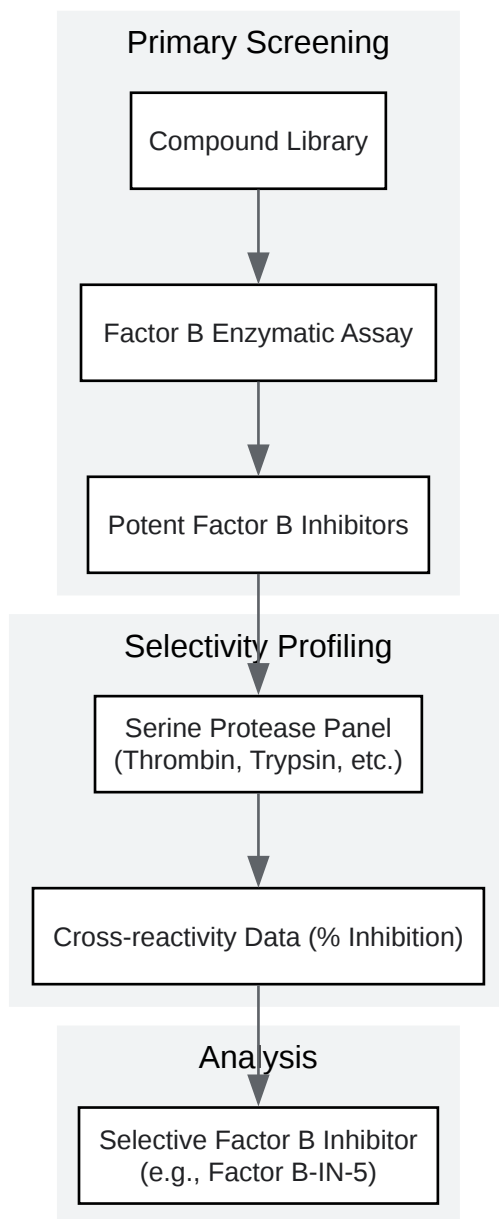 Primary Screening
Compound Library
Factor B Enzymatic Assay
Potent Factor B Inhibitors
Selectivity Profiling
Serine Protease Panel
(Thrombin, Trypsin, etc.)
Cross-reactivity Data (% Inhibition)
Analysis
Selective Factor B Inhibitor
(e.g., Factor B-IN-5)